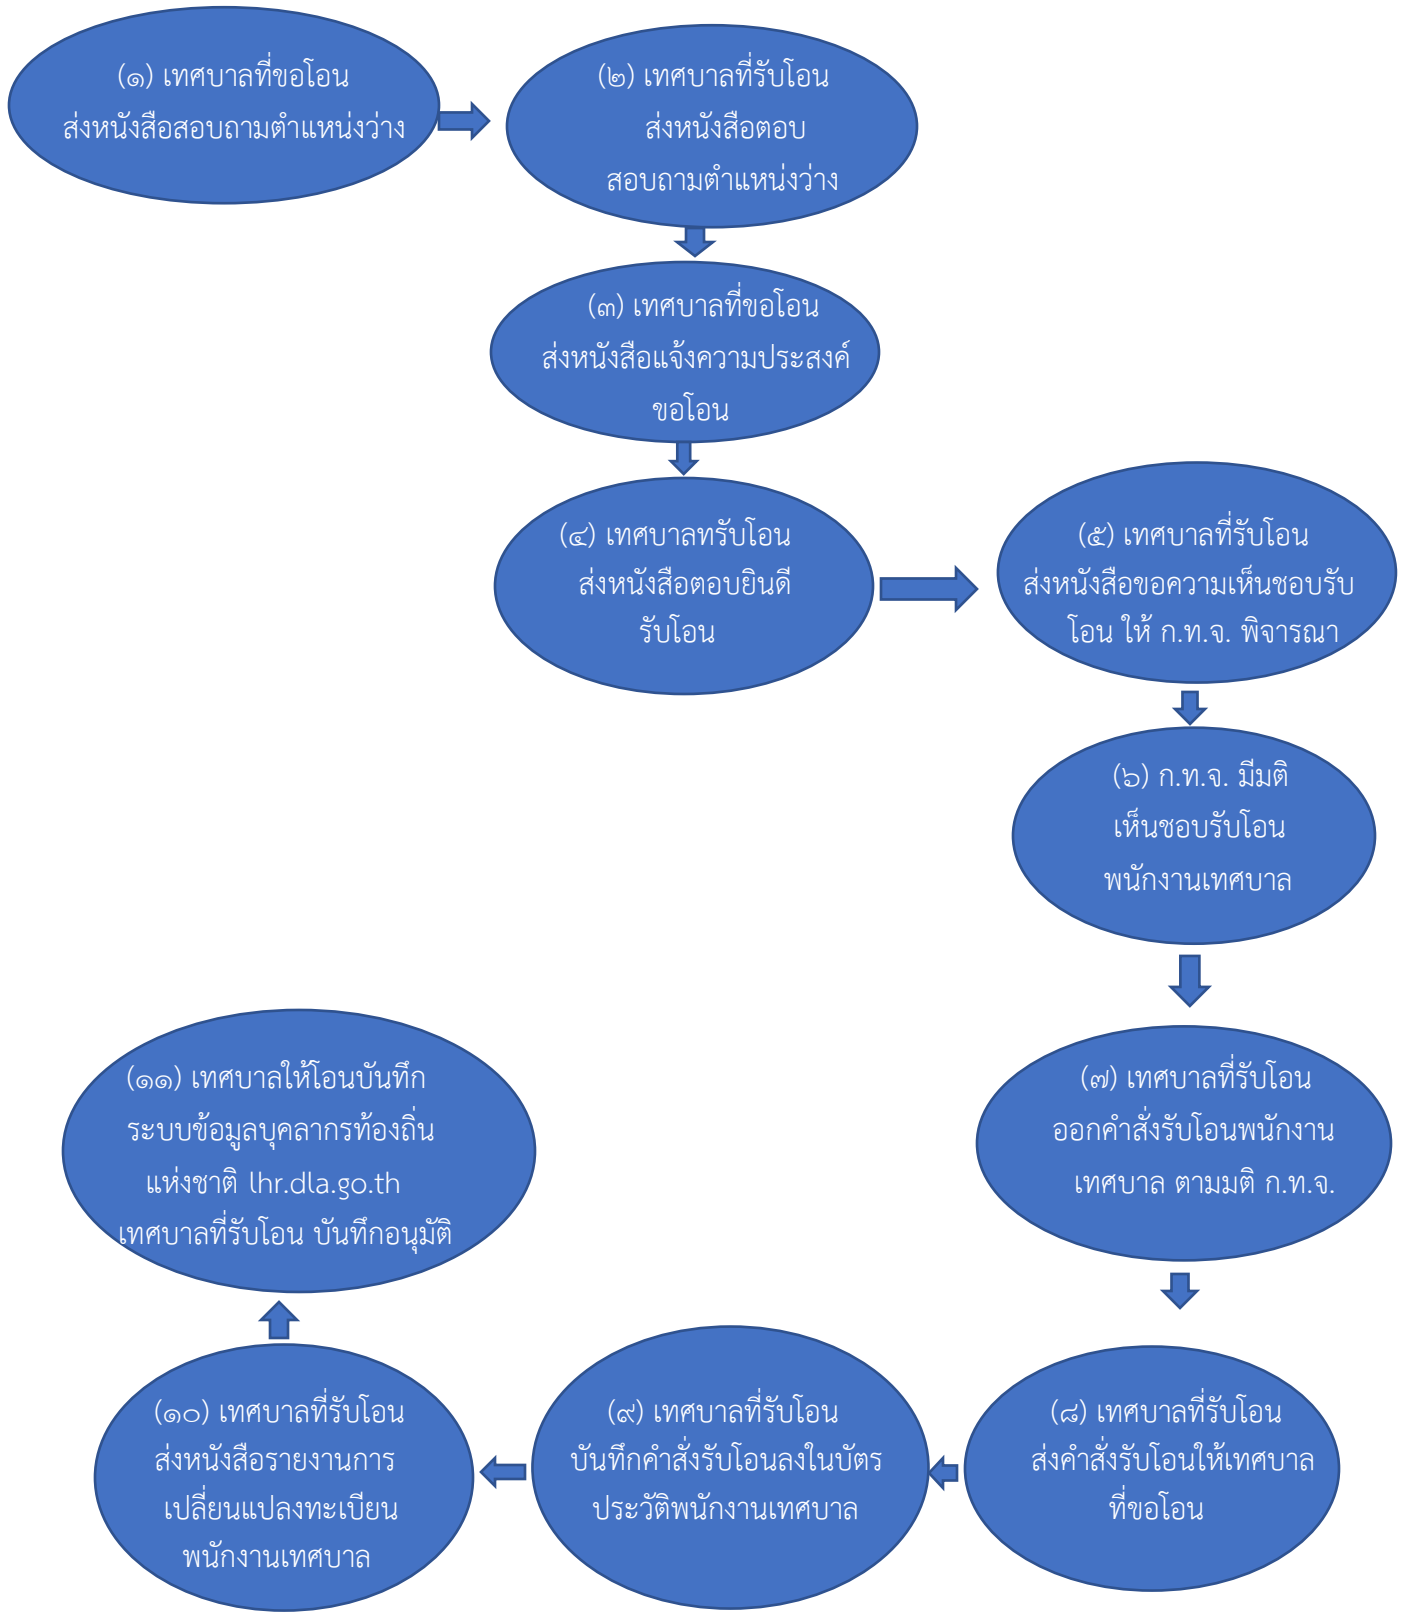 (๑) เทศบาลที่ขอโอน
ส่งหนังสือสอบถามตำแหน่งว่าง
(๒) เทศบาลที่รับโอน
ส่งหนังสือตอบ
สอบถามตำแหน่งว่าง
(๓) เทศบาลที่ขอโอน
ส่งหนังสือแจ้งความประสงค์
ขอโอน
(๔) เทศบาลทรับโอน
ส่งหนังสือตอบยินดี
รับโอน
(๕) เทศบาลที่รับโอน
ส่งหนังสือขอความเห็นชอบรับ
โอน ให้ ก.ท.จ. พิจารณา
(๖) ก.ท.จ. มีมติ
เห็นชอบรับโอน
พนักงานเทศบาล
(๗) เทศบาลที่รับโอน
ออกคำสั่งรับโอนพนักงาน
เทศบาล ตามมติ ก.ท.จ.
(๘) เทศบาลที่รับโอน
ส่งคำสั่งรับโอนให้เทศบาล
ที่ขอโอน
(๙) เทศบาลที่รับโอน
บันทึกคำสั่งรับโอนลงในบัตร
ประวัติพนักงานเทศบาล
(๑๐) เทศบาลที่รับโอน
ส่งหนังสือรายงานการ
เปลี่ยนแปลงทะเบียน
พนักงานเทศบาล
(๑๑) เทศบาลให้โอนบันทึก
ระบบข้อมูลบุคลากรท้องถิ่น
แห่งชาติ lhr.dla.go.th
เทศบาลที่รับโอน บันทึกอนุมัติ